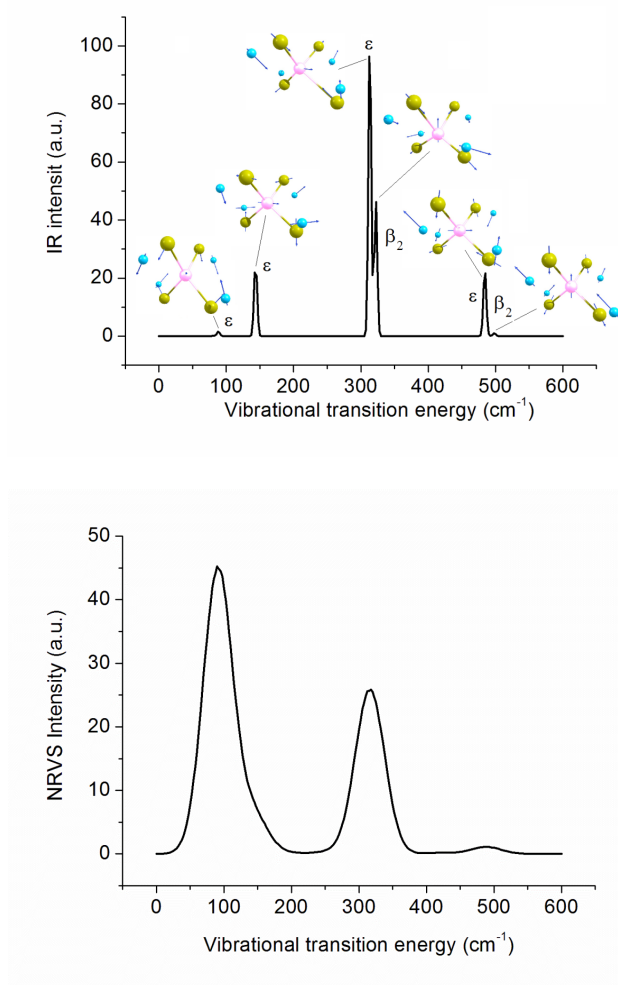 100
80
60
40
20
0
IR intensit (a.u.)
ε
ε
ε
β2
ε β2
0 100 200 300 400 500 600
Vibrational transition energy (cm-1)
50
40
30
20
10
0
NRVS Intensity (a.u.)
0 100 200 300 400 500 600
Vibrational transition energy (cm-1)